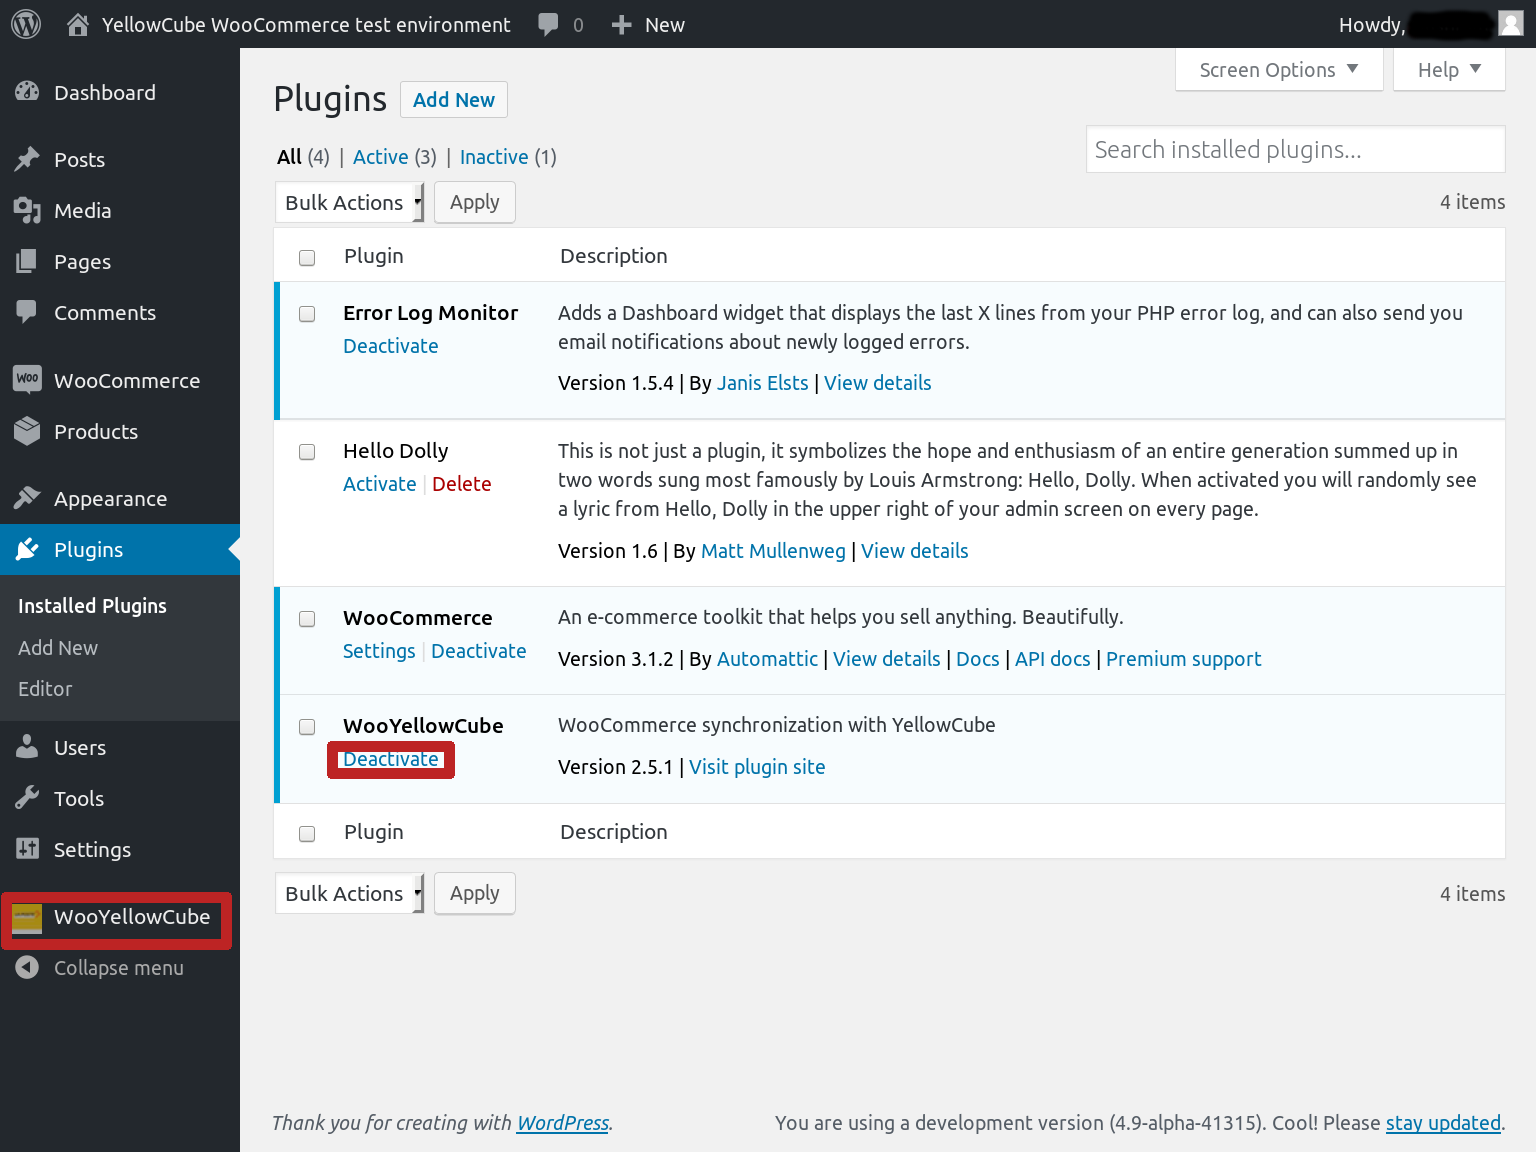 YellowCube WooCommerce test environment 0 New Howdy,
Screen Options Help
Dashboard
Posts
Media
Pages
Comments
Woo WooCommerce
Products
Appearance
Plugins
Installed Plugins
Add New
Editor
Users
Tools
Settings
WooYellowCube
Collapse menu
Plugins Add New
All (4) | Active (3) | Inactive (1)
Search installed plugins...
Bulk Actions Apply 4 items
Plugin Description
Error Log Monitor
Deactivate
Adds a Dashboard widget that displays the last X lines from your PHP error log, and can also send you
email notifications about newly logged errors.
Version 1.5.4 | By Janis Elsts | View details
Hello Dolly
Activate | Delete
This is not just a plugin, it symbolizes the hope and enthusiasm of an entire generation summed up in
two words sung most famously by Louis Armstrong: Hello, Dolly. When activated you will randomly see
a lyric from Hello, Dolly in the upper right of your admin screen on every page.
Version 1.6 | By Matt Mullenweg | View details
WooCommerce
Settings | Deactivate
An e-commerce toolkit that helps you sell anything. Beautifully.
Version 3.1.2 | By Automattic | View details | Docs | API docs | Premium support
WooYellowCube
Deactivate
WooCommerce synchronization with YellowCube
Version 2.5.1 | Visit plugin site
Plugin Description
Bulk Actions Apply 4 items
Thank you for creating with WordPress. You are using a development version (4.9-alpha-41315). Cool! Please stay updated.